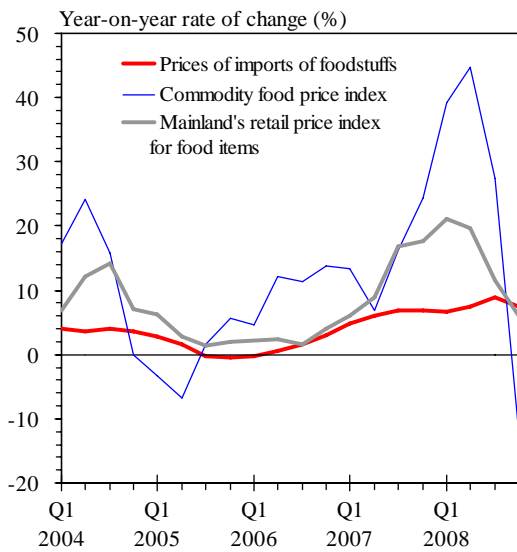 Year-on-year rate of change (%)
50
40
30
20
10
0
-10
-20
Prices of imports of foodstuffs
Commodity food price index
Mainland's retail price index
for food items
Q1 Q1 Q1 Q1 Q1
2004 2005 2006 2007 2008